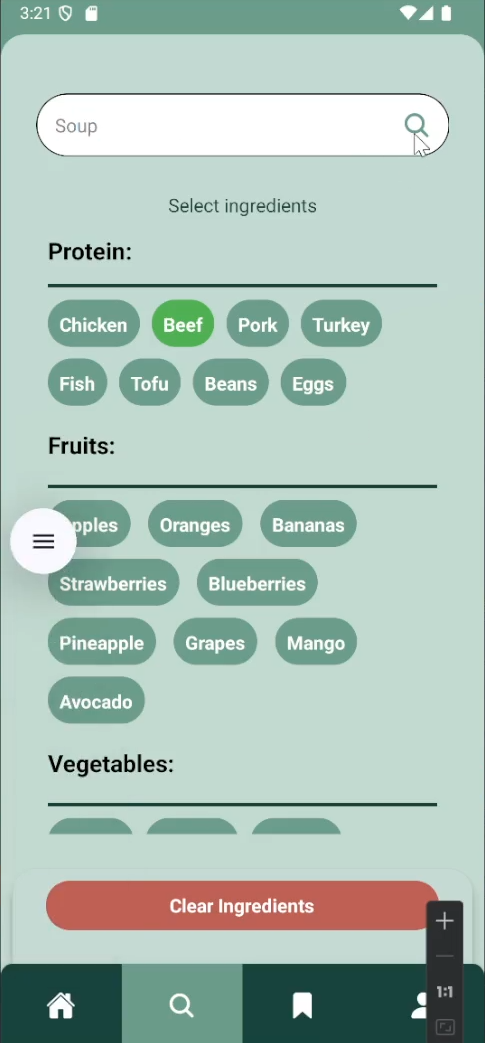 3:21
Soup
Select ingredients
Protein:
Chicken Beef Pork Turkey
Fish Tofu Beans Eggs
Fruits:
pples Oranges Bananas
Strawberries Blueberries
Pineapple Grapes Mango
Avocado
Vegetables:
Clear Ingredients
1:1